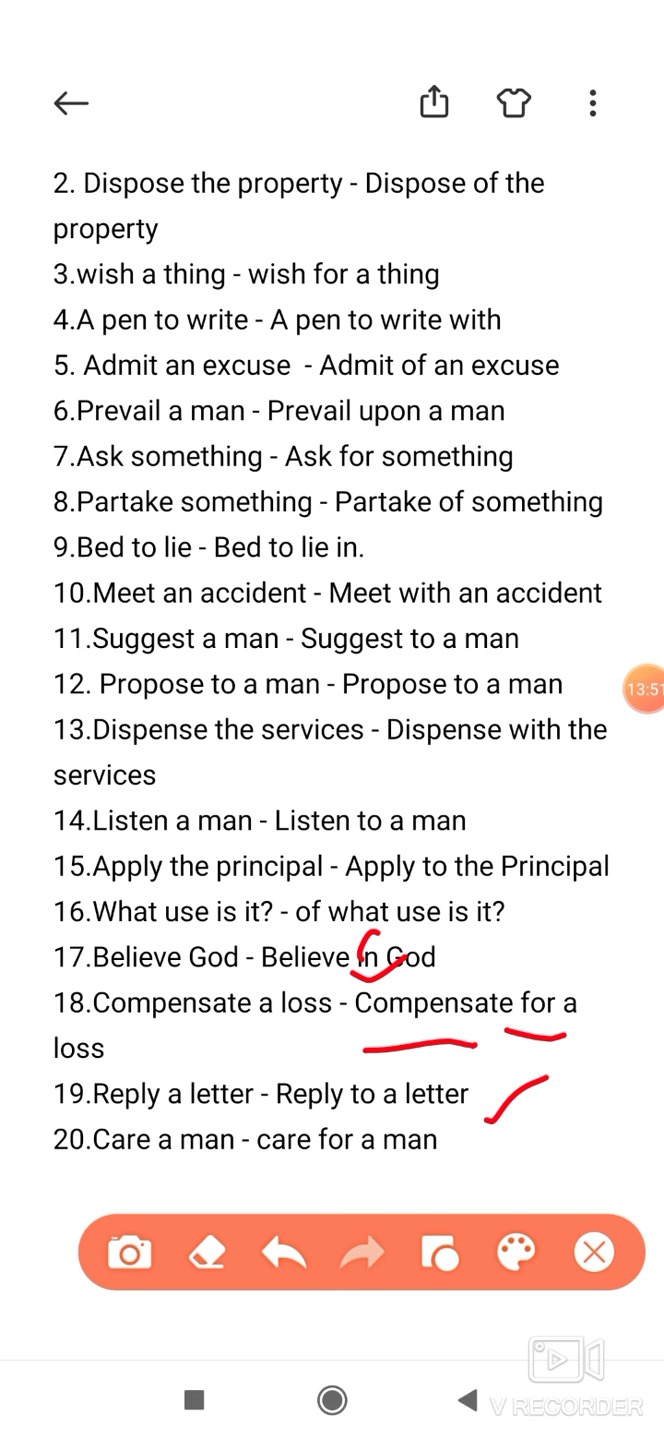 2. Dispose the property - Dispose of the
property
3.wish a thing - wish for a thing
4.A pen to write - A pen to write with
5. Admit an excuse  - Admit of an excuse
6.Prevail a man - Prevail upon a man
7.Ask something - Ask for something
8.Partake something - Partake of something
9.Bed to lie - Bed to lie in.
10.Meet an accident - Meet with an accident
11.Suggest a man - Suggest to a man
12. Propose to a man - Propose to a man
13:51
13.Dispense the services - Dispense with the
services
14.Listen a man - Listen to a man
15.Apply the principal - Apply to the Principal
16.What use is it? - of what use is it?
17.Believe God - Believe in God
18.Compensate a loss - Compensate for a
loss
19.Reply a letter - Reply to a letter
20.Care a man - care for a man
V RECORDER